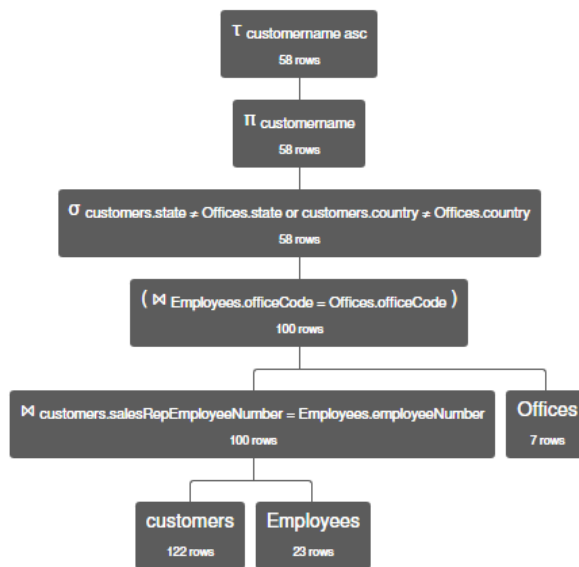 τ customername asc
58 rows
π customername
58 rows
σ customers.state ≠ Offices.state or customers.country ≠ Offices.country
58 rows
( ⋈ Employees.officeCode = Offices.officeCode )
100 rows
⋈ customers.salesRepEmployeeNumber = Employees.employeeNumber
100 rows
Offices
7 rows
customers
122 rows
Employees
23 rows